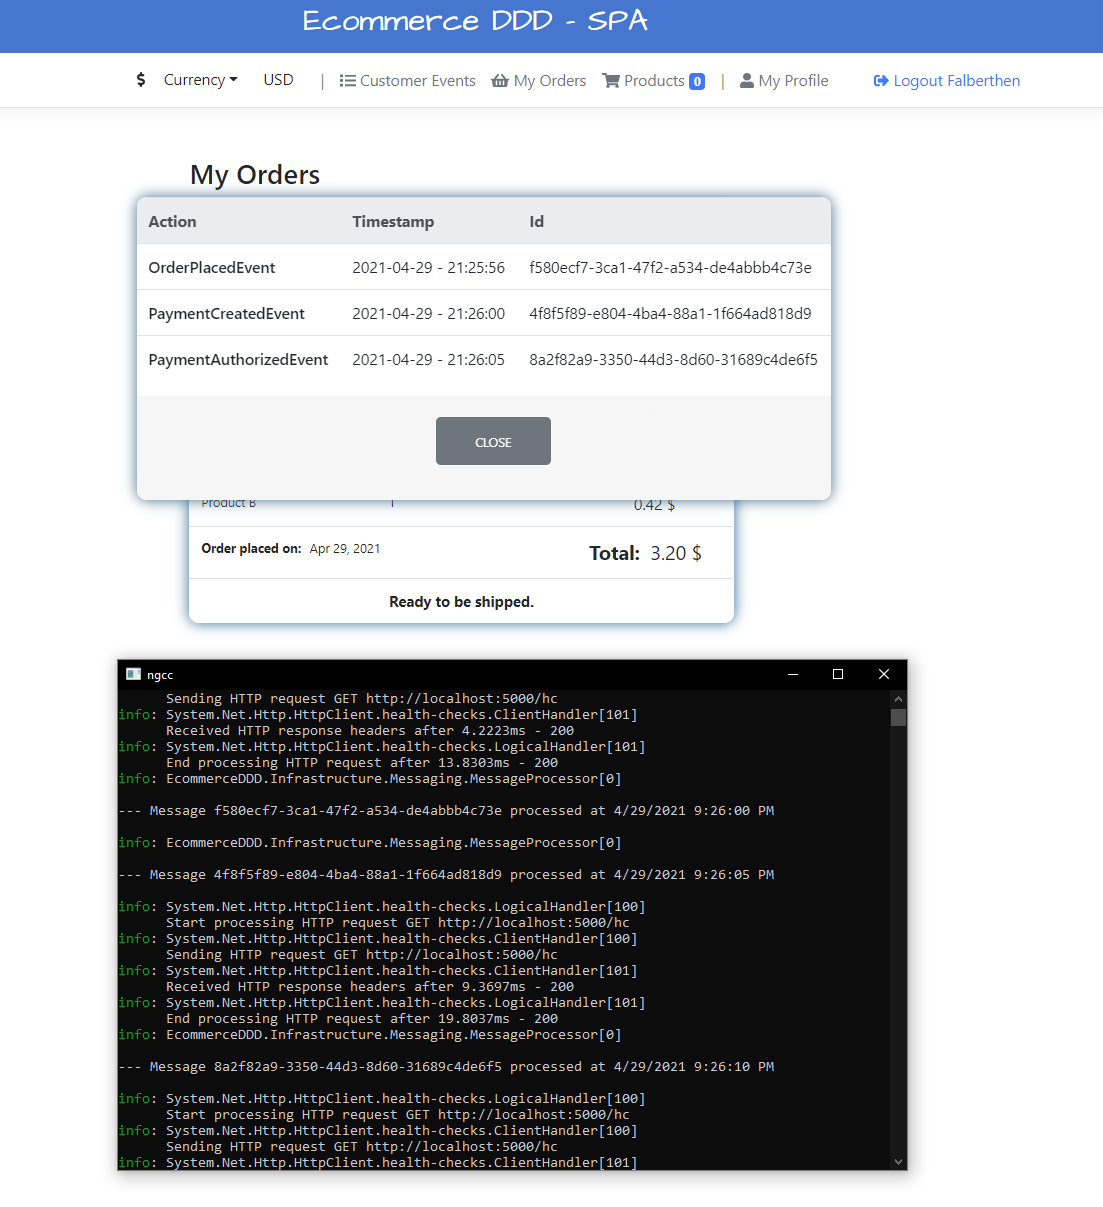 Ecommerce DDD - SPA
$ Currency USD | Customer Events My Orders Products 0 | My Profile Logout Falberthen
My Orders
Action Timestamp Id
OrderPlacedEvent 2021-04-29 - 21:25:56 f580ecf7-3ca1-47f2-a534-de4abbb4c73e
PaymentCreatedEvent 2021-04-29 - 21:26:00 4f8f5f89-e804-4ba4-88a1-1f664ad818d9
PaymentAuthorizedEvent 2021-04-29 - 21:26:05 8a2f82a9-3350-44d3-8d60-31689c4de6f5
CLOSE
Product B 1 0.42 $
Order placed on: Apr 29, 2021 Total: 3.20 $
Ready to be shipped.
ngcc
Sending HTTP request GET http://localhost:5000/hc
info: System.Net.Http.HttpClient.health-checks.ClientHandler[101]
Received HTTP response headers after 4.2223ms - 200
info: System.Net.Http.HttpClient.health-checks.LogicalHandler[101]
End processing HTTP request after 13.8303ms - 200
info: EcommerceDDD.Infrastructure.Messaging.MessageProcessor[0]
--- Message f580ecf7-3ca1-47f2-a534-de4abbb4c73e processed at 4/29/2021 9:26:00 PM
info: EcommerceDDD.Infrastructure.Messaging.MessageProcessor[0]
--- Message 4f8f5f89-e804-4ba4-88a1-1f664ad818d9 processed at 4/29/2021 9:26:05 PM
info: System.Net.Http.HttpClient.health-checks.LogicalHandler[100]
Start processing HTTP request GET http://localhost:5000/hc
info: System.Net.Http.HttpClient.health-checks.ClientHandler[100]
Sending HTTP request GET http://localhost:5000/hc
info: System.Net.Http.HttpClient.health-checks.ClientHandler[101]
Received HTTP response headers after 9.3697ms - 200
info: System.Net.Http.HttpClient.health-checks.LogicalHandler[101]
End processing HTTP request after 19.8037ms - 200
info: EcommerceDDD.Infrastructure.Messaging.MessageProcessor[0]
--- Message 8a2f82a9-3350-44d3-8d60-31689c4de6f5 processed at 4/29/2021 9:26:10 PM
info: System.Net.Http.HttpClient.health-checks.LogicalHandler[100]
Start processing HTTP request GET http://localhost:5000/hc
info: System.Net.Http.HttpClient.health-checks.ClientHandler[100]
Sending HTTP request GET http://localhost:5000/hc
info: System.Net.Http.HttpClient.health-checks.ClientHandler[101]